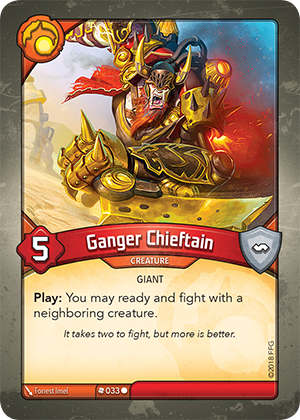 5
Ganger Chieftain
CREATURE
GIANT
Play: You may ready and fight with a
neighboring creature.
It takes two to fight, but more is better.
Forrest Imel
033
©2018 FFG